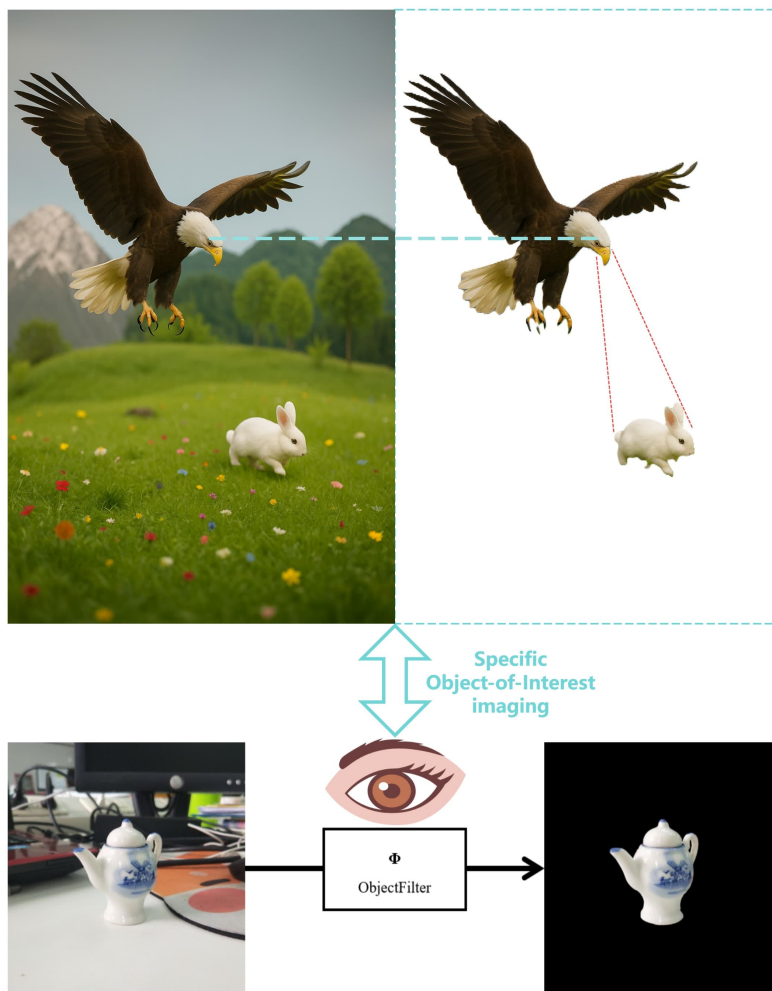 Specific
Object-of-Interest
imaging
Φ
ObjectFilter